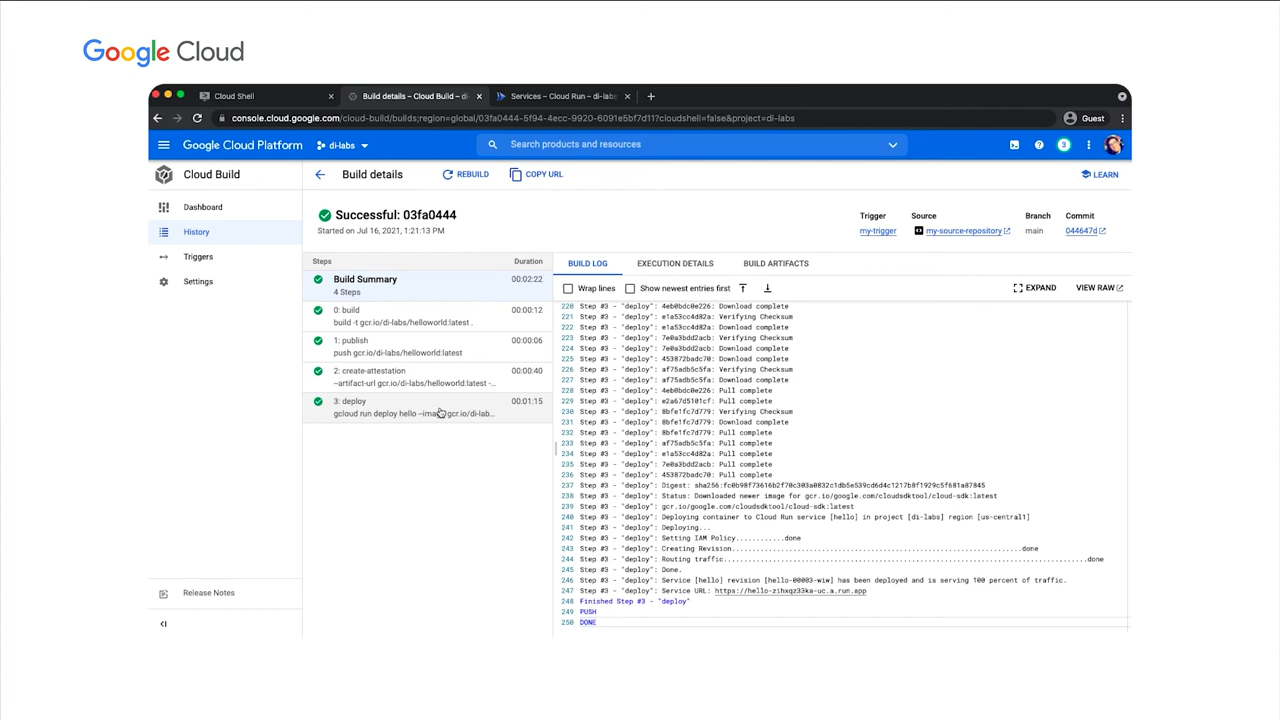 Google Cloud
Cloud Shell
Build details – Cloud Build – di-
Services – Cloud Run – di-labs
console.cloud.google.com/cloud-build/builds;region=global/03fa0444-5f94-4ecc-9920-6091e5bf7d11?cloudshell=false&project=di-labs
Guest
Google Cloud Platform
di-labs
Search products and resources
3
Cloud Build
Build details
REBUILD
COPY URL
LEARN
Dashboard
History
Triggers
Settings
Release Notes
Successful: 03fa0444
Started on Jul 16, 2021, 1:21:13 PM
Trigger
my-trigger
Source
my-source-repository
Branch
main
Commit
044647d
Steps
Duration
Build Summary
00:02:22
4 Steps
0: build
00:00:12
build -t gcr.io/di-labs/helloworld:latest .
1: publish
00:00:06
push gcr.io/di-labs/helloworld:latest
2: create-attestation
00:00:40
--artifact-url gcr.io/di-labs/helloworld:latest -...
3: deploy
00:01:15
gcloud run deploy hello --image gcr.io/di-lab...
BUILD LOG
EXECUTION DETAILS
BUILD ARTIFACTS
Wrap lines
Show newest entries first
EXPAND
VIEW RAW
220 Step #3 - "deploy": 4eb0bdc0e226: Download complete
221 Step #3 - "deploy": e1a53cc4d82a: Verifying Checksum
222 Step #3 - "deploy": e1a53cc4d82a: Download complete
223 Step #3 - "deploy": 7e0a3bdd2acb: Verifying Checksum
224 Step #3 - "deploy": 7e0a3bdd2acb: Download complete
225 Step #3 - "deploy": 453872badc70: Download complete
226 Step #3 - "deploy": af75adb5c5fa: Verifying Checksum
227 Step #3 - "deploy": af75adb5c5fa: Download complete
228 Step #3 - "deploy": 4eb0bdc0e226: Pull complete
229 Step #3 - "deploy": e2a67d5101cf: Pull complete
230 Step #3 - "deploy": 8bfe1fc7d779: Verifying Checksum
231 Step #3 - "deploy": 8bfe1fc7d779: Download complete
232 Step #3 - "deploy": 8bfe1fc7d779: Pull complete
233 Step #3 - "deploy": af75adb5c5fa: Pull complete
234 Step #3 - "deploy": e1a53cc4d82a: Pull complete
235 Step #3 - "deploy": 7e0a3bdd2acb: Pull complete
236 Step #3 - "deploy": 453872badc70: Pull complete
237 Step #3 - "deploy": Digest: sha256:fc0b98f73616b2f70c303a0832c1db5e539cd6d4c1217b8f1929c5f681a87845
238 Step #3 - "deploy": Status: Downloaded newer image for gcr.io/google.com/cloudsdktool/cloud-sdk:latest
239 Step #3 - "deploy": gcr.io/google.com/cloudsdktool/cloud-sdk:latest
240 Step #3 - "deploy": Deploying container to Cloud Run service [hello] in project [di-labs] region [us-central1]
241 Step #3 - "deploy": Deploying...
242 Step #3 - "deploy": Setting IAM Policy............done
243 Step #3 - "deploy": Creating Revision......................................................................done
244 Step #3 - "deploy": Routing traffic.......................................................................................done
245 Step #3 - "deploy": Done.
246 Step #3 - "deploy": Service [hello] revision [hello-00003-wiw] has been deployed and is serving 100 percent of traffic.
247 Step #3 - "deploy": Service URL: https://hello-zihxqz33ka-uc.a.run.app
248 Finished Step #3 - "deploy"
249 PUSH
250 DONE